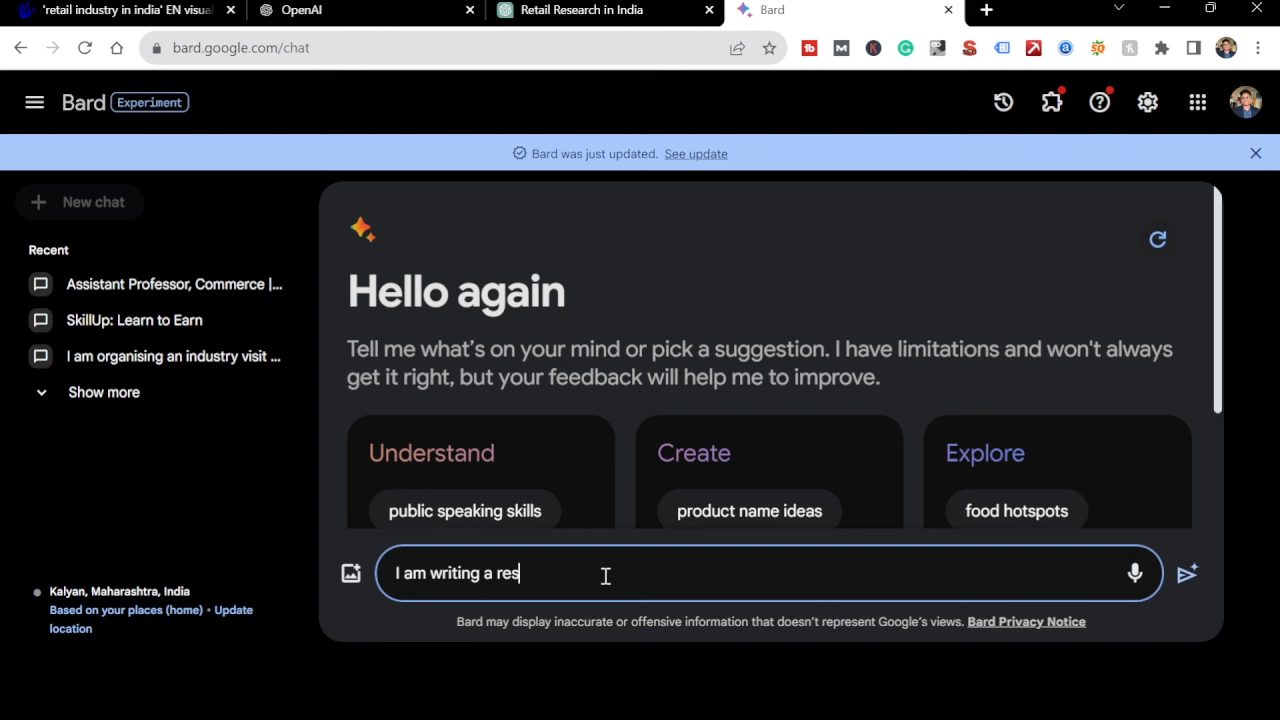 'retail industry in india' EN visua
OpenAI
Retail Research in India
Bard
bard.google.com/chat
Bard Experiment
Bard was just updated. See update
New chat
Recent
Assistant Professor, Commerce |...
SkillUp: Learn to Earn
I am organising an industry visit ...
Show more
Kalyan, Maharashtra, India
Based on your places (home) • Update
location
Hello again
Tell me what's on your mind or pick a suggestion. I have limitations and won't always
get it right, but your feedback will help me to improve.
Understand
public speaking skills
Create
product name ideas
Explore
food hotspots
I am writing a res
Bard may display inaccurate or offensive information that doesn't represent Google's views. Bard Privacy Notice